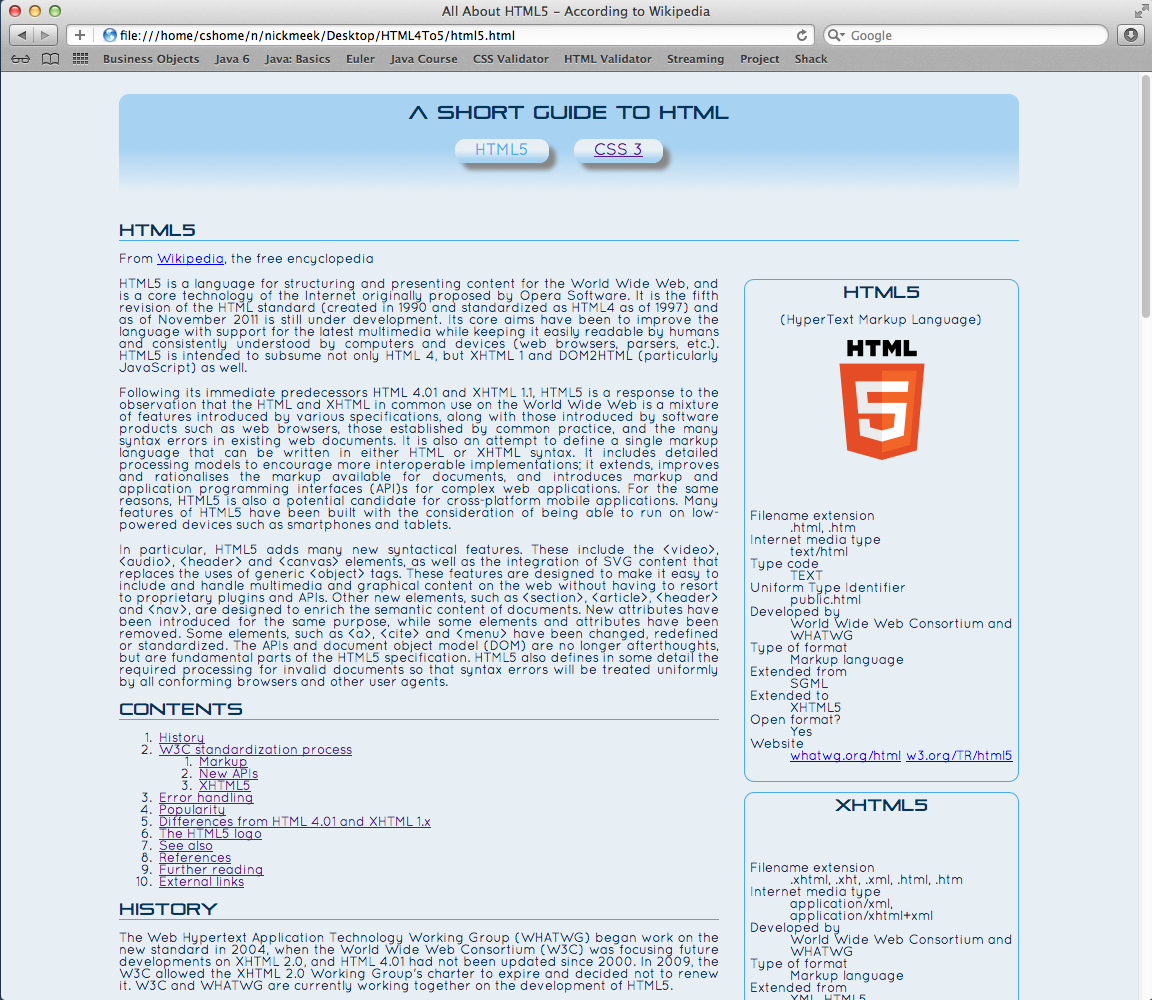 All About HTML5 – According to Wikipedia
file:///home/cshome/n/nickmeek/Desktop/HTML4To5/html5.html
Google
Business Objects Java 6 Java: Basics Euler Java Course CSS Validator HTML Validator Streaming Project Shack
A SHORT GUIDE TO HTML
HTML5 CSS 3
HTML5
From Wikipedia, the free encyclopedia
HTML5 is a language for structuring and presenting content for the World Wide Web, and
is a core technology of the Internet originally proposed by Opera Software. It is the fifth
revision of the HTML standard (created in 1990 and standardized as HTML4 as of 1997) and
as of November 2011 is still under development. Its core aims have been to improve the
language with support for the latest multimedia while keeping it easily readable by humans
and consistently understood by computers and devices (web browsers, parsers, etc.).
HTML5 is intended to subsume not only HTML 4, but XHTML 1 and DOM2HTML (particularly
JavaScript) as well.
Following its immediate predecessors HTML 4.01 and XHTML 1.1, HTML5 is a response to the
observation that the HTML and XHTML in common use on the World Wide Web is a mixture
of features introduced by various specifications, along with those introduced by software
products such as web browsers, those established by common practice, and the many
syntax errors in existing web documents. It is also an attempt to define a single markup
language that can be written in either HTML or XHTML syntax. It includes detailed
processing models to encourage more interoperable implementations; it extends, improves
and rationalises the markup available for documents, and introduces markup and
application programming interfaces (API)s for complex web applications. For the same
reasons, HTML5 is also a potential candidate for cross-platform mobile applications. Many
features of HTML5 have been built with the consideration of being able to run on low-
powered devices such as smartphones and tablets.
In particular, HTML5 adds many new syntactical features. These include the <video>,
<audio>, <header> and <canvas> elements, as well as the integration of SVG content that
replaces the uses of generic <object> tags. These features are designed to make it easy to
include and handle multimedia and graphical content on the web without having to resort
to proprietary plugins and APIs. Other new elements, such as <section>, <article>, <header>
and <nav>, are designed to enrich the semantic content of documents. New attributes have
been introduced for the same purpose, while some elements and attributes have been
removed. Some elements, such as <a>, <cite> and <menu> have been changed, redefined
or standardized. The APIs and document object model (DOM) are no longer afterthoughts,
but are fundamental parts of the HTML5 specification. HTML5 also defines in some detail the
required processing for invalid documents so that syntax errors will be treated uniformly
by all conforming browsers and other user agents.
CONTENTS
1. History
2. W3C standardization process
1. Markup
2. New APIs
3. XHTML5
3. Error handling
4. Popularity
5. Differences from HTML 4.01 and XHTML 1.x
6. The HTML5 logo
7. See also
8. References
9. Further reading
10. External links
HISTORY
The Web Hypertext Application Technology Working Group (WHATWG) began work on the
new standard in 2004, when the World Wide Web Consortium (W3C) was focusing future
developments on XHTML 2.0, and HTML 4.01 had not been updated since 2000. In 2009, the
W3C allowed the XHTML 2.0 Working Group's charter to expire and decided not to renew
it. W3C and WHATWG are currently working together on the development of HTML5.
HTML5
(HyperText Markup Language)
HTML
5
Filename extension
.html, .htm
Internet media type
text/html
Type code
TEXT
Uniform Type Identifier
public.html
Developed by
World Wide Web Consortium and
WHATWG
Type of format
Markup language
Extended from
SGML
Extended to
XHTML5
Open format?
Yes
Website
whatwg.org/html w3.org/TR/html5
XHTML5
Filename extension
.xhtml, .xht, .xml, .html, .htm
Internet media type
application/xml,
application/xhtml+xml
Developed by
World Wide Web Consortium and
WHATWG
Type of format
Markup language
Extended from
XML, HTML5